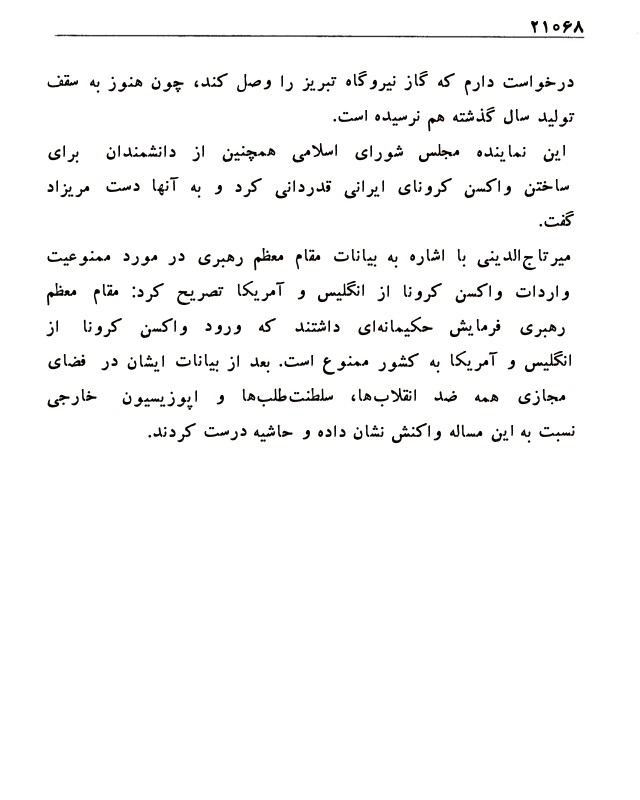 ۲۱۰۶۸
درخواست دارم که گاز نیروگاه تبریز را وصل کند، چون هنوز به سقف
تولید سال گذشته هم نرسیده است.
این نماینده مجلس شورای اسلامی همچنین از دانشمندان برای
ساختن واکسن کرونای ایرانی قدردانی کرد و به آنها دست مریزاد
گفت.
میرتاج‌الدینی با اشاره به بیانات مقام معظم رهبری در مورد ممنوعیت
واردات واکسن کرونا از انگلیس و آمریکا تصریح کرد: مقام معظم
رهبری فرمایش حکیمانه‌ای داشتند که ورود واکسن کرونا از
انگلیس و آمریکا به کشور ممنوع است. بعد از بیانات ایشان در فضای
مجازی همه ضد انقلاب‌ها، سلطنت‌طلب‌ها و اپوزیسیون خارجی
نسبت به این مساله واکنش نشان داده و حاشیه درست کردند.